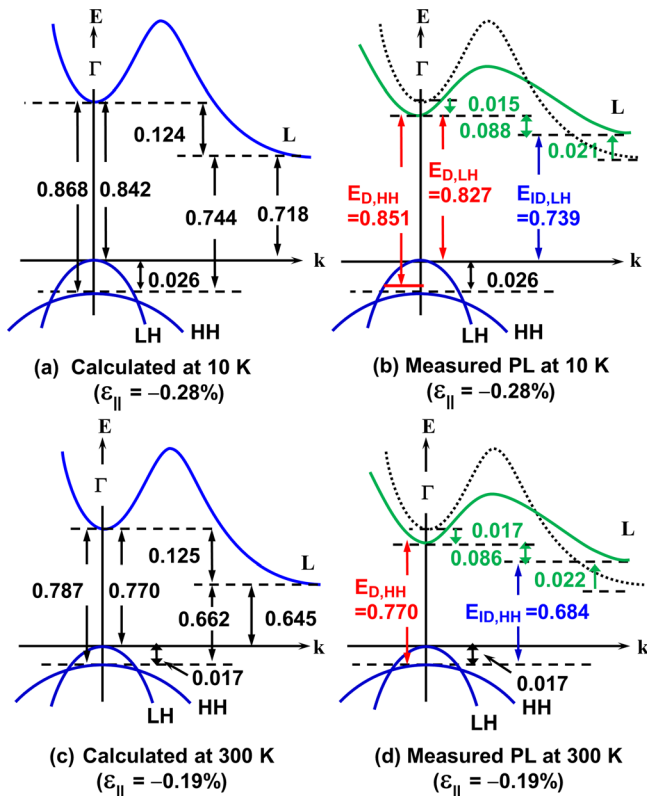 E
Γ
L
0.124
0.868
0.842
0.744
0.718
k
0.026
LH
HH
(a) Calculated at 10 K
(ε|| = −0.28%)
E
Γ
L
0.015
0.088
0.021
E_D,HH
=0.851
E_D,LH
=0.827
E_ID,LH
=0.739
k
0.026
LH
HH
(b) Measured PL at 10 K
(ε|| = −0.28%)
E
Γ
L
0.125
0.787
0.770
0.662
0.645
k
0.017
LH
HH
(c) Calculated at 300 K
(ε|| = −0.19%)
E
Γ
L
0.017
0.086
0.022
E_D,HH
=0.770
E_ID,HH =0.684
k
0.017
LH
HH
(d) Measured PL at 300 K
(ε|| = −0.19%)